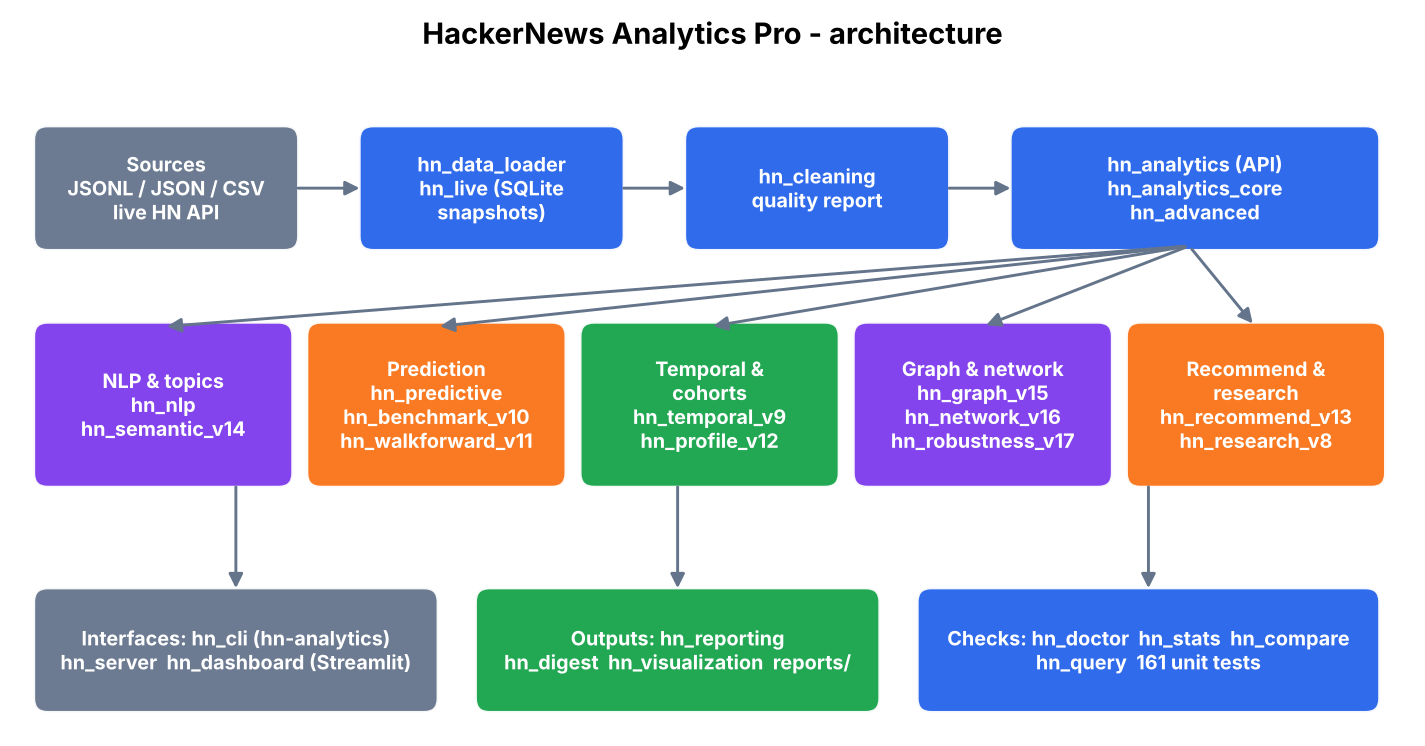 HackerNews Analytics Pro - architecture
Sources
JSONL / JSON / CSV
live HN API
hn_data_loader
hn_live (SQLite
snapshots)
hn_cleaning
quality report
hn_analytics (API)
hn_analytics_core
hn_advanced
NLP & topics
hn_nlp
hn_semantic_v14
Prediction
hn_predictive
hn_benchmark_v10
hn_walkforward_v11
Temporal &
cohorts
hn_temporal_v9
hn_profile_v12
Graph & network
hn_graph_v15
hn_network_v16
hn_robustness_v17
Recommend &
research
hn_recommend_v13
hn_research_v8
Interfaces: hn_cli (hn-analytics)
hn_server  hn_dashboard (Streamlit)
Outputs: hn_reporting
hn_digest  hn_visualization  reports/
Checks: hn_doctor  hn_stats  hn_compare
hn_query  161 unit tests